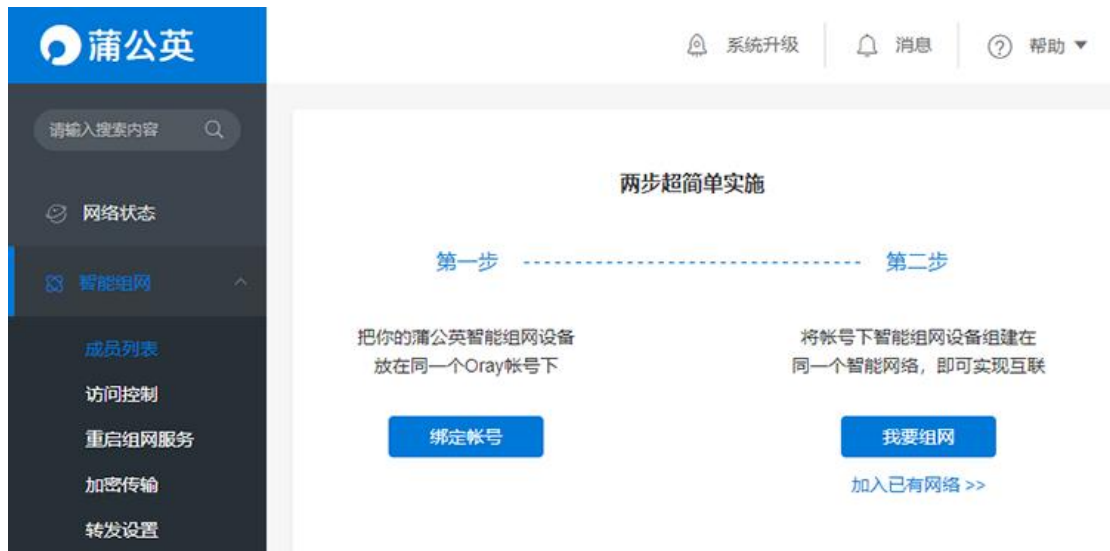 蒲公英
系统升级
消息
帮助
请输入搜索内容
网络状态
智能组网
成员列表
访问控制
重启组网服务
加密传输
转发设置
两步超简单实施
第一步
第二步
把你的蒲公英智能组网设备
放在同一个Oray帐号下
绑定帐号
将帐号下智能组网设备组建在
同一个智能网络，即可实现互联
我要组网
加入已有网络 >>